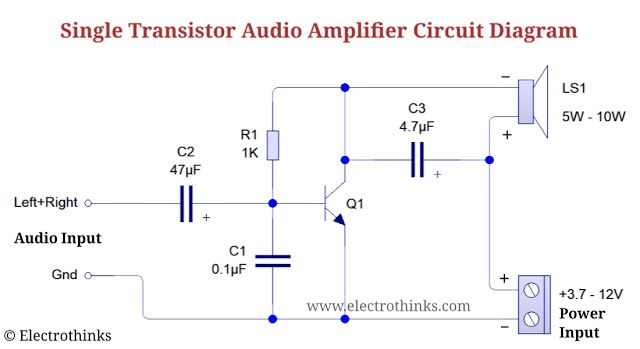 Single Transistor Audio Amplifier Circuit Diagram
−
LS1
5W - 10W
+
C3
4.7µF
+
R1
1K
C2
47µF
+
Left+Right
Q1
Audio Input
C1
0.1µF
Gnd
+
+3.7 - 12V
Power
Input
−
www.electrothinks.com
© Electrothinks